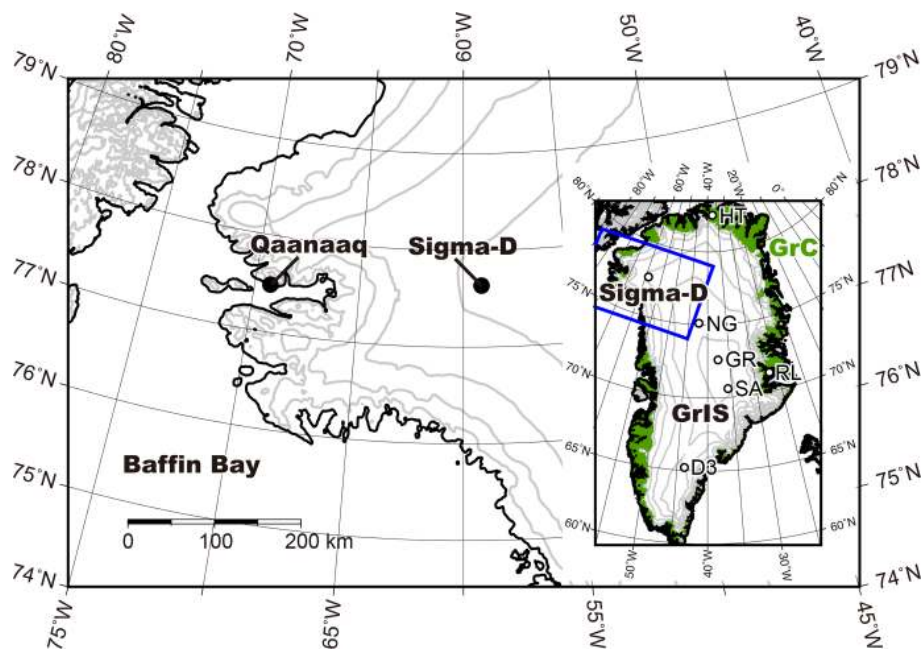 80°W
70°W
60°W
50°W
40°W
79°N
79°N
78°N
78°N
77°N
77°N
76°N
76°N
75°N
75°N
74°N
74°N
75°W
65°W
55°W
45°W
Qaanaaq
Sigma-D
Baffin Bay
0 100 200 km
80°W
60°W
40°W
20°W
0°
80°N
80°N
75°N
75°N
70°N
70°N
65°N
65°N
60°N
60°N
50°W
40°W
30°W
HT
GrC
Sigma-D
NG
GR
RL
SA
GrIS
D3